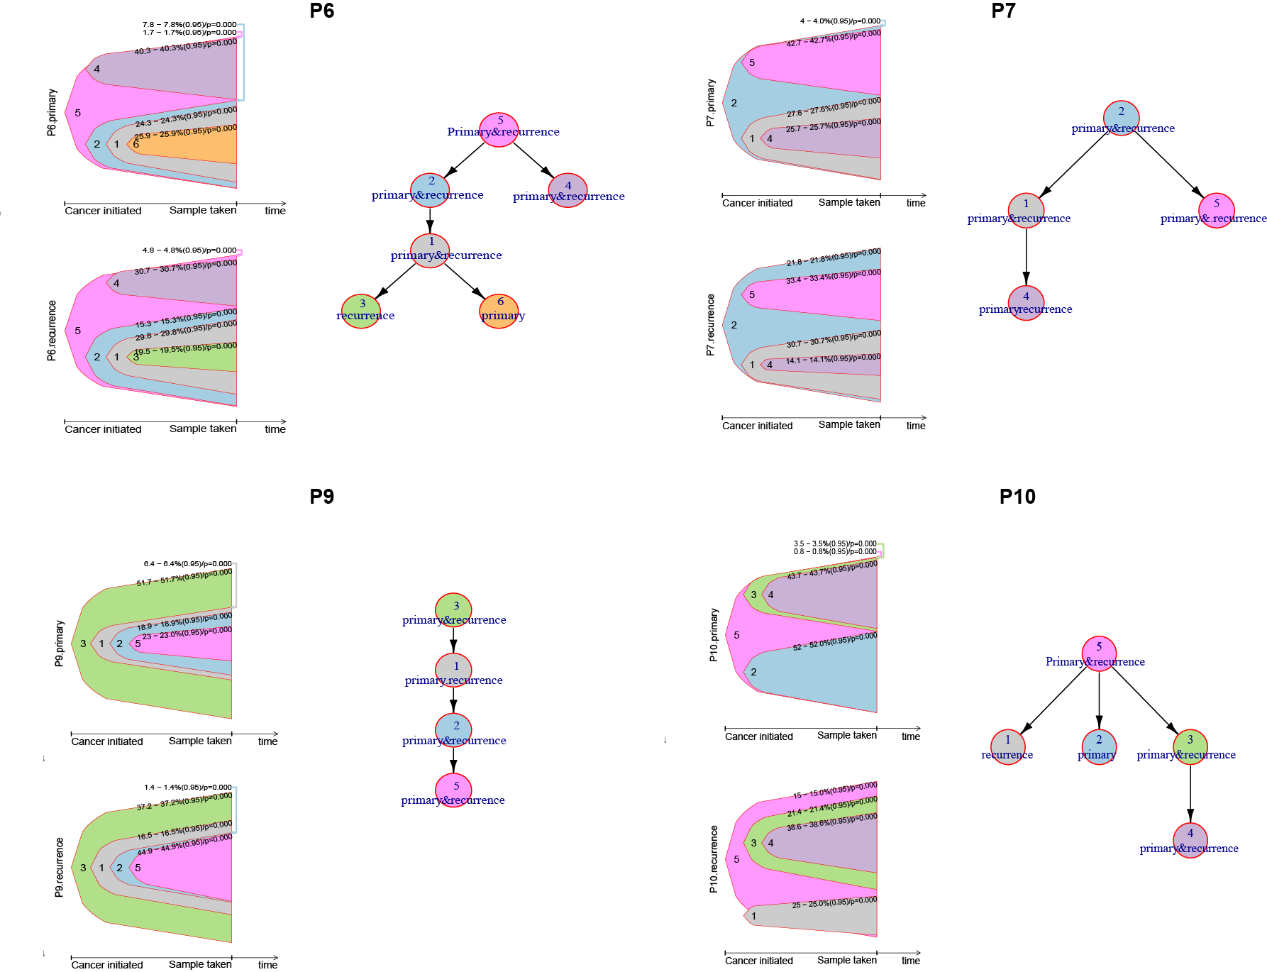 P6
7.8 − 7.8%(0.95)/p=0.000
1.7 − 1.7%(0.95)/p=0.000
40.3 − 40.3%(0.95)/p=0.000
4
5
24.3 − 24.3%(0.95)/p=0.000
25.9 − 25.9%(0.95)/p=0.000
2 1 6
P6.primary
Cancer initiated Sample taken time
4.8 − 4.8%(0.95)/p=0.000
30.7 − 30.7%(0.95)/p=0.000
4
15.3 − 15.3%(0.95)/p=0.000
5
29.8 − 29.8%(0.95)/p=0.000
19.5 − 19.5%(0.95)/p=0.000
2 1 3
P6.recurrence
Cancer initiated Sample taken time
5
Primary&recurrence
2
primary&recurrence
4
primary&recurrence
1
primary&recurrence
3
recurrence
6
primary
P7
4 − 4.0%(0.95)/p=0.000
42.7 − 42.7%(0.95)/p=0.000
5
2
27.6 − 27.6%(0.95)/p=0.000
25.7 − 25.7%(0.95)/p=0.000
1 4
P7.primary
Cancer initiated Sample taken time
21.8 − 21.8%(0.95)/p=0.000
33.4 − 33.4%(0.95)/p=0.000
5
2
30.7 − 30.7%(0.95)/p=0.000
14.1 − 14.1%(0.95)/p=0.000
1 4
P7.recurrence
Cancer initiated Sample taken time
2
primary&recurrence
1
primary&recurrence
5
primary&.recurrence
4
primaryrecurrence
P9
6.4 − 6.4%(0.95)/p=0.000
51.7 − 51.7%(0.95)/p=0.000
18.9 − 18.9%(0.95)/p=0.000
23 − 23.0%(0.95)/p=0.000
3 1 2 5
P9.primary
Cancer initiated Sample taken time
1.4 − 1.4%(0.95)/p=0.000
37.2 − 37.2%(0.95)/p=0.000
16.5 − 16.5%(0.95)/p=0.000
44.9 − 44.9%(0.95)/p=0.000
3 1 2 5
P9.recurrence
Cancer initiated Sample taken time
3
primary&recurrence
1
primary.recurrence
2
primary&recurrence
5
primary&recurrence
P10
3.5 − 3.5%(0.95)/p=0.000
0.8 − 0.8%(0.95)/p=0.000
43.7 − 43.7%(0.95)/p=0.000
3 4
5
52 − 52.0%(0.95)/p=0.000
2
P10.primary
Cancer initiated Sample taken time
15 − 15.0%(0.95)/p=0.000
21.4 − 21.4%(0.95)/p=0.000
38.6 − 38.6%(0.95)/p=0.000
3 4
5
25 − 25.0%(0.95)/p=0.000
1
P10.recurrence
Cancer initiated Sample taken time
5
Primary&recurrence
1
recurrence
2
primary
3
primary&recurrence
4
primary&recurrence